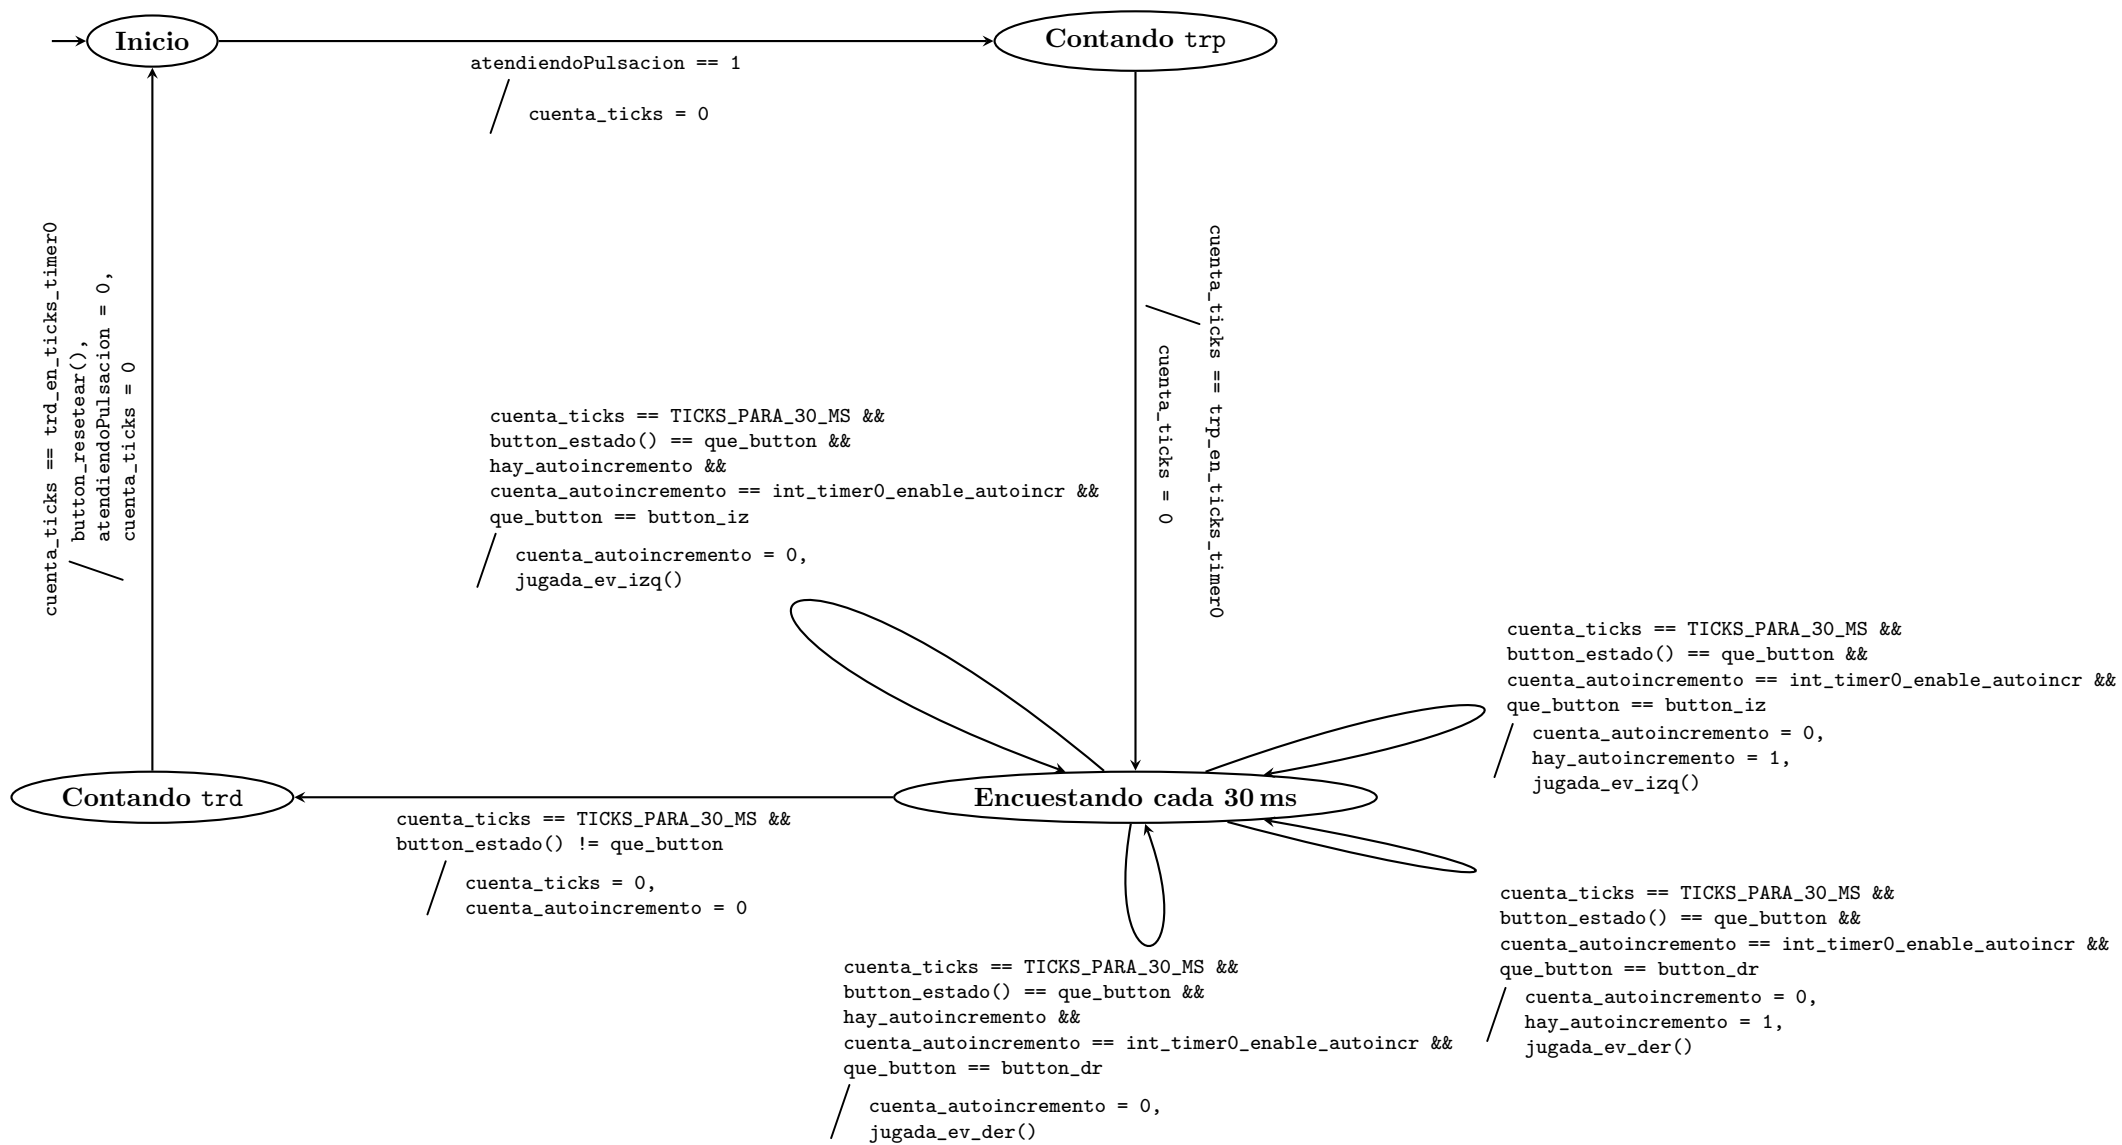 Inicio
Contando trp
atendiendoPulsacion == 1
cuenta_ticks = 0
cuenta_ticks == trd_en_ticks_timer0
button_resetear(),
atendiendoPulsacion = 0,
cuenta_ticks = 0
cuenta_ticks == trp_en_ticks_timer0
cuenta_ticks = 0
cuenta_ticks == TICKS_PARA_30_MS &&
button_estado() == que_button &&
hay_autoincremento &&
cuenta_autoincremento == int_timer0_enable_autoincr &&
que_button == button_iz
cuenta_autoincremento = 0,
jugada_ev_izq()
cuenta_ticks == TICKS_PARA_30_MS &&
button_estado() == que_button &&
cuenta_autoincremento == int_timer0_enable_autoincr &&
que_button == button_iz
cuenta_autoincremento = 0,
hay_autoincremento = 1,
jugada_ev_izq()
Contando trd
Encuestando cada 30 ms
cuenta_ticks == TICKS_PARA_30_MS &&
button_estado() != que_button
cuenta_ticks = 0,
cuenta_autoincremento = 0
cuenta_ticks == TICKS_PARA_30_MS &&
button_estado() == que_button &&
cuenta_autoincremento == int_timer0_enable_autoincr &&
que_button == button_dr
cuenta_autoincremento = 0,
hay_autoincremento = 1,
jugada_ev_der()
cuenta_ticks == TICKS_PARA_30_MS &&
button_estado() == que_button &&
hay_autoincremento &&
cuenta_autoincremento == int_timer0_enable_autoincr &&
que_button == button_dr
cuenta_autoincremento = 0,
jugada_ev_der()